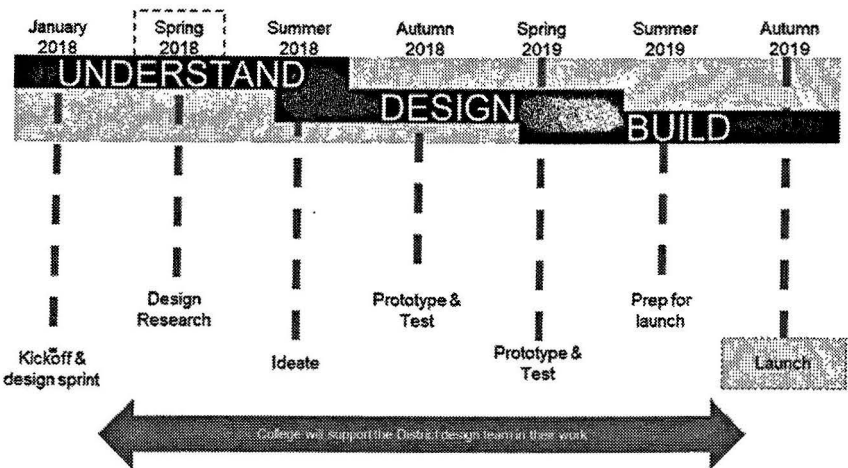 January
2018
Spring
2018
Summer
2018
Autumn
2018
Spring
2019
Summer
2019
Autumn
2019
UNDERSTAND
DESIGN
BUILD
Design
Research
Prototype &
Test
Prep for
launch
Kickoff &
design sprint
Ideate
Prototype &
Test
Launch
College will support the District design team in their work